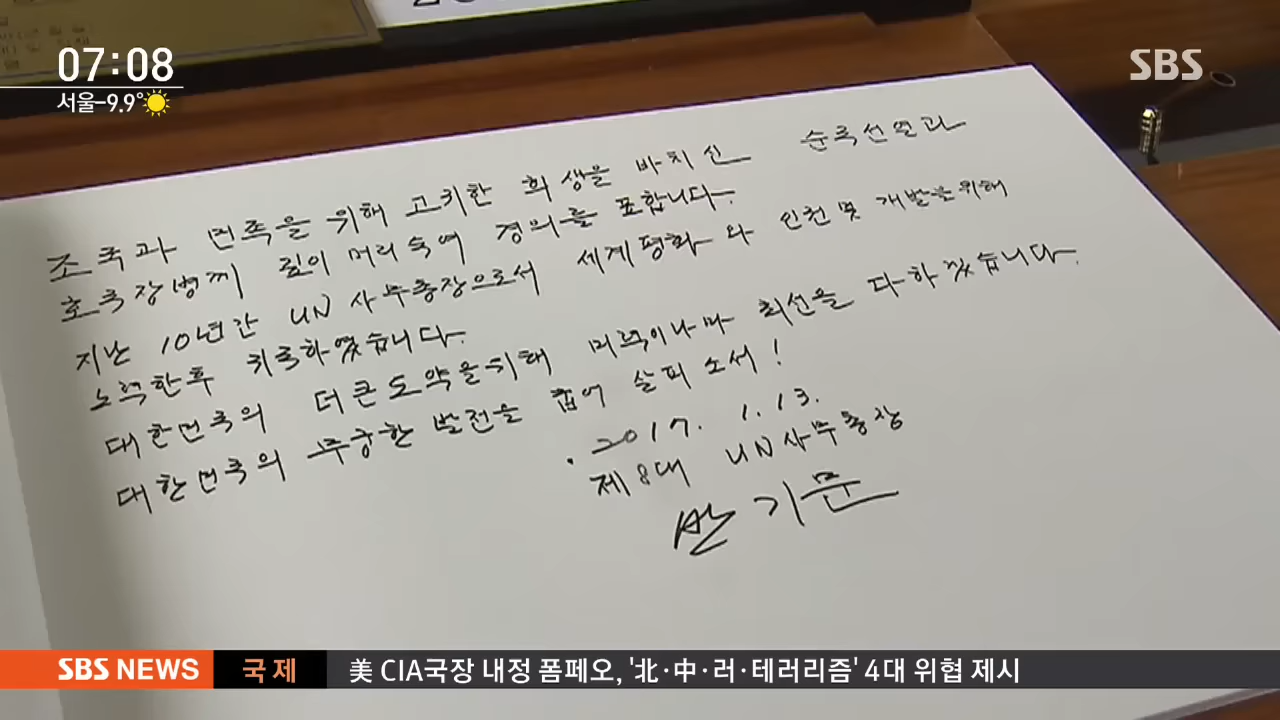 07:08
서울-9.9°
SBS
조국과 민족을 위해 고귀한 희생을 바치신 순국선열과
호국장병께 깊이 머리숙여 경의를 표합니다.
지난 10년간 UN 사무총장으로서 세계평화와 인권 및 개발을 위해
노력한후 귀국하였습니다.
대한민국의 더 큰 도약을 위해 미력이나마 최선을 다하겠습니다.
대한민국의 무궁한 발전을 굽어 살피소서!
2017. 1. 13.
제8대 UN사무총장
반기문
SBS NEWS 국제 美 CIA국장 내정 폼페오, '北·中·러·테러리즘' 4대 위협 제시